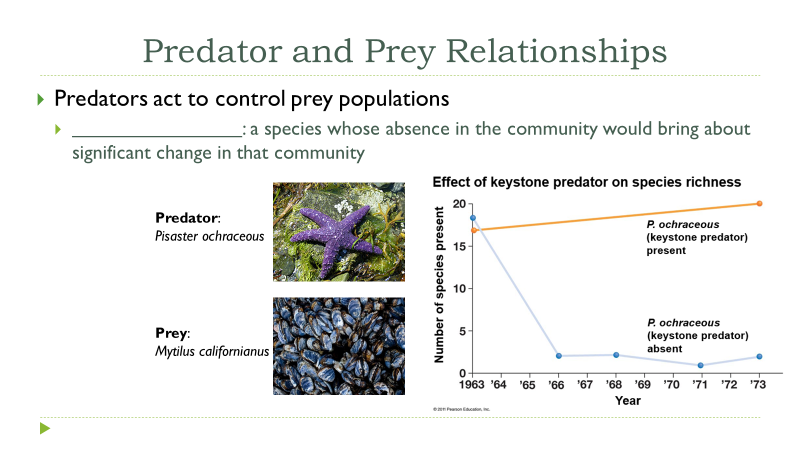 Predator and Prey Relationships
Predators act to control prey populations
_________________: a species whose absence in the community would bring about
significant change in that community
Predator:
Pisaster ochraceous
Prey:
Mytilus californianus
Effect of keystone predator on species richness
Number of species present
20
15
10
5
0
P. ochraceous
(keystone predator)
present
P. ochraceous
(keystone predator)
absent
1963 ’64 ’65 ’66 ’67 ’68 ’69 ’70 ’71 ’72 ’73
Year
© 2011 Pearson Education, Inc.